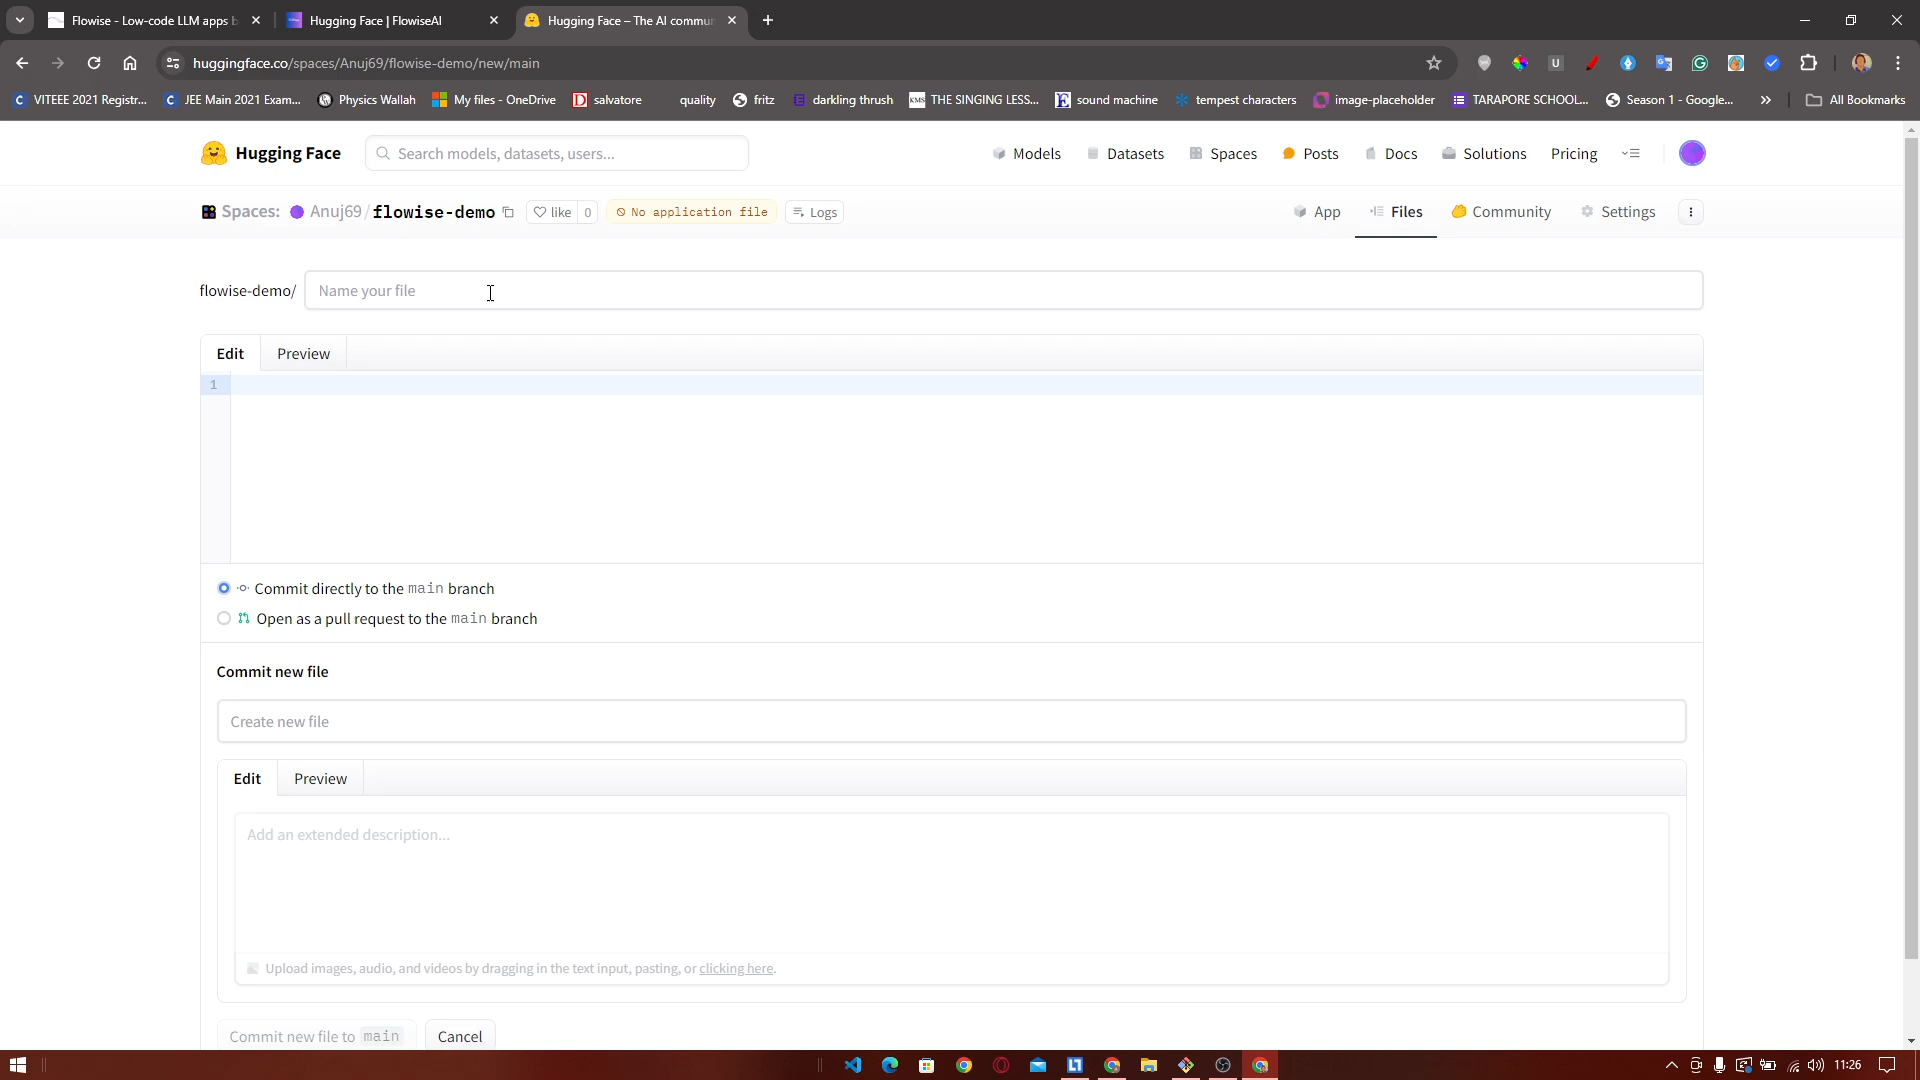 Flowise - Low-code LLM apps b
Hugging Face | FlowiseAI
Hugging Face – The AI commun
huggingface.co/spaces/Anuj69/flowise-demo/new/main
VITEEE 2021 Registr...
JEE Main 2021 Exam...
Physics Wallah
My files - OneDrive
salvatore
quality
fritz
darkling thrush
THE SINGING LESS...
sound machine
tempest characters
image-placeholder
TARAPORE SCHOOL...
Season 1 - Google...
All Bookmarks
Hugging Face
Search models, datasets, users...
Models
Datasets
Spaces
Posts
Docs
Solutions
Pricing
Spaces: Anuj69/flowise-demo
like 0
No application file
Logs
App
Files
Community
Settings
flowise-demo/
Name your file
Edit
Preview
1
Commit directly to the main branch
Open as a pull request to the main branch
Commit new file
Create new file
Edit
Preview
Add an extended description...
Upload images, audio, and videos by dragging in the text input, pasting, or clicking here.
Commit new file to main
Cancel
11:26